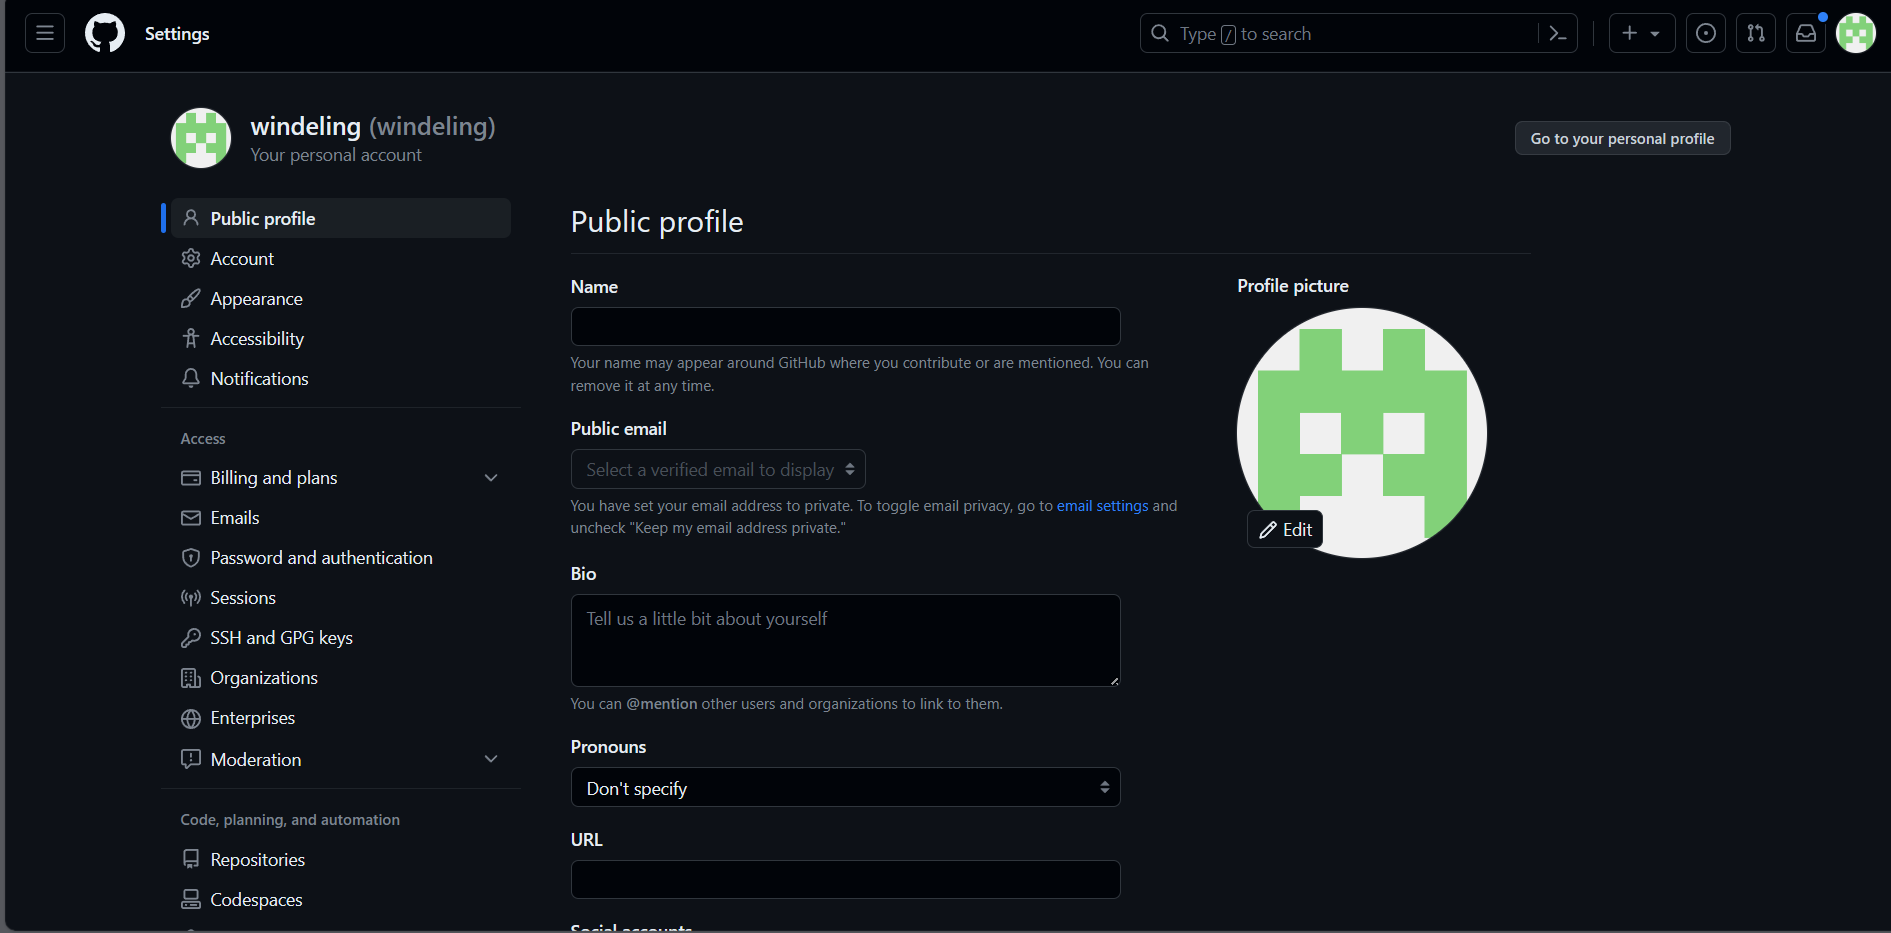 Settings
Type / to search
windeling (windeling)
Your personal account
Go to your personal profile
Public profile
Account
Appearance
Accessibility
Notifications
Access
Billing and plans
Emails
Password and authentication
Sessions
SSH and GPG keys
Organizations
Enterprises
Moderation
Code, planning, and automation
Repositories
Codespaces
Public profile
Name
Your name may appear around GitHub where you contribute or are mentioned. You can
remove it at any time.
Public email
Select a verified email to display
You have set your email address to private. To toggle email privacy, go to email settings and
uncheck "Keep my email address private."
Bio
Tell us a little bit about yourself
You can @mention other users and organizations to link to them.
Pronouns
Don't specify
URL
Social accounts
Profile picture
Edit